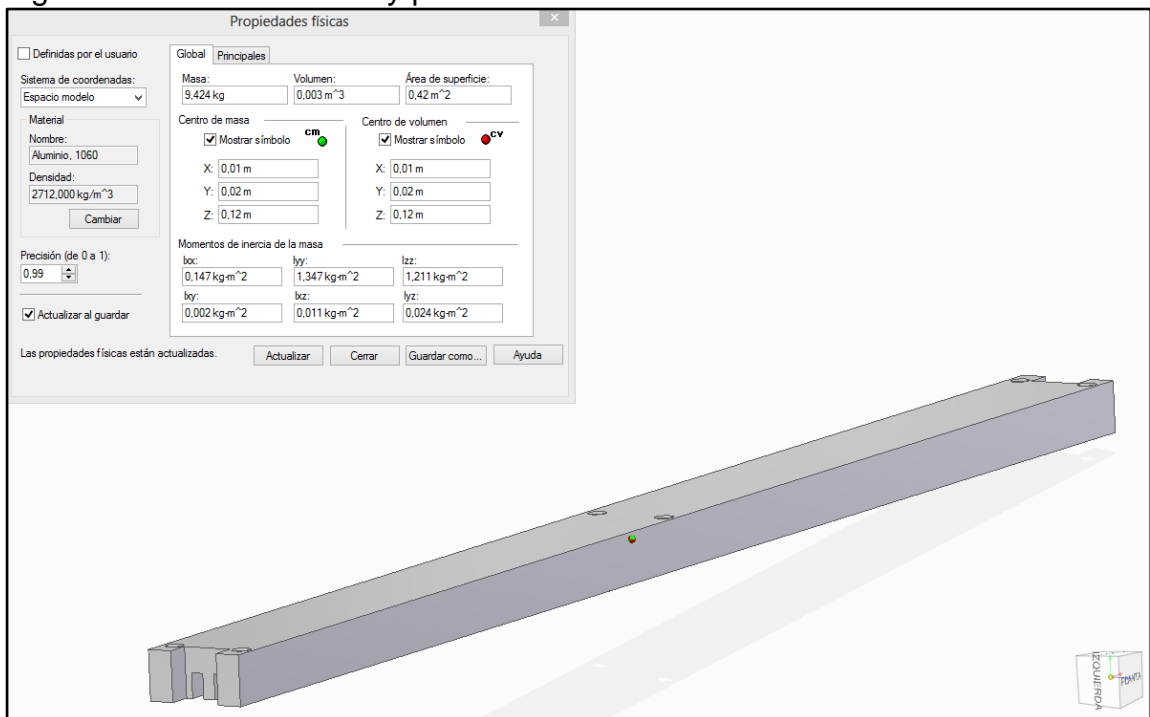 Propiedades físicas
Definidas por el usuario
Sistema de coordenadas:
Espacio modelo
Material
Nombre:
Aluminio, 1060
Densidad:
2712,000 kg/m^3
Cambiar
Precisión (de 0 a 1):
0,99
Actualizar al guardar
Global Principales
Masa: Volumen: Área de superficie:
9,424 kg 0,003 m^3 0,42 m^2
Centro de masa Centro de volumen
Mostrar símbolo cm Mostrar símbolo cv
X: 0,01 m X: 0,01 m
Y: 0,02 m Y: 0,02 m
Z: 0,12 m Z: 0,12 m
Momentos de inercia de la masa
Ixx: Iyy: Izz:
0,147 kg-m^2 1,347 kg-m^2 1,211 kg-m^2
Ixy: Ixz: Iyz:
0,002 kg-m^2 0,011 kg-m^2 0,024 kg-m^2
Las propiedades físicas están actualizadas. Actualizar Cerrar Guardar como... Ayuda
IZQUIERDA
PLANTA